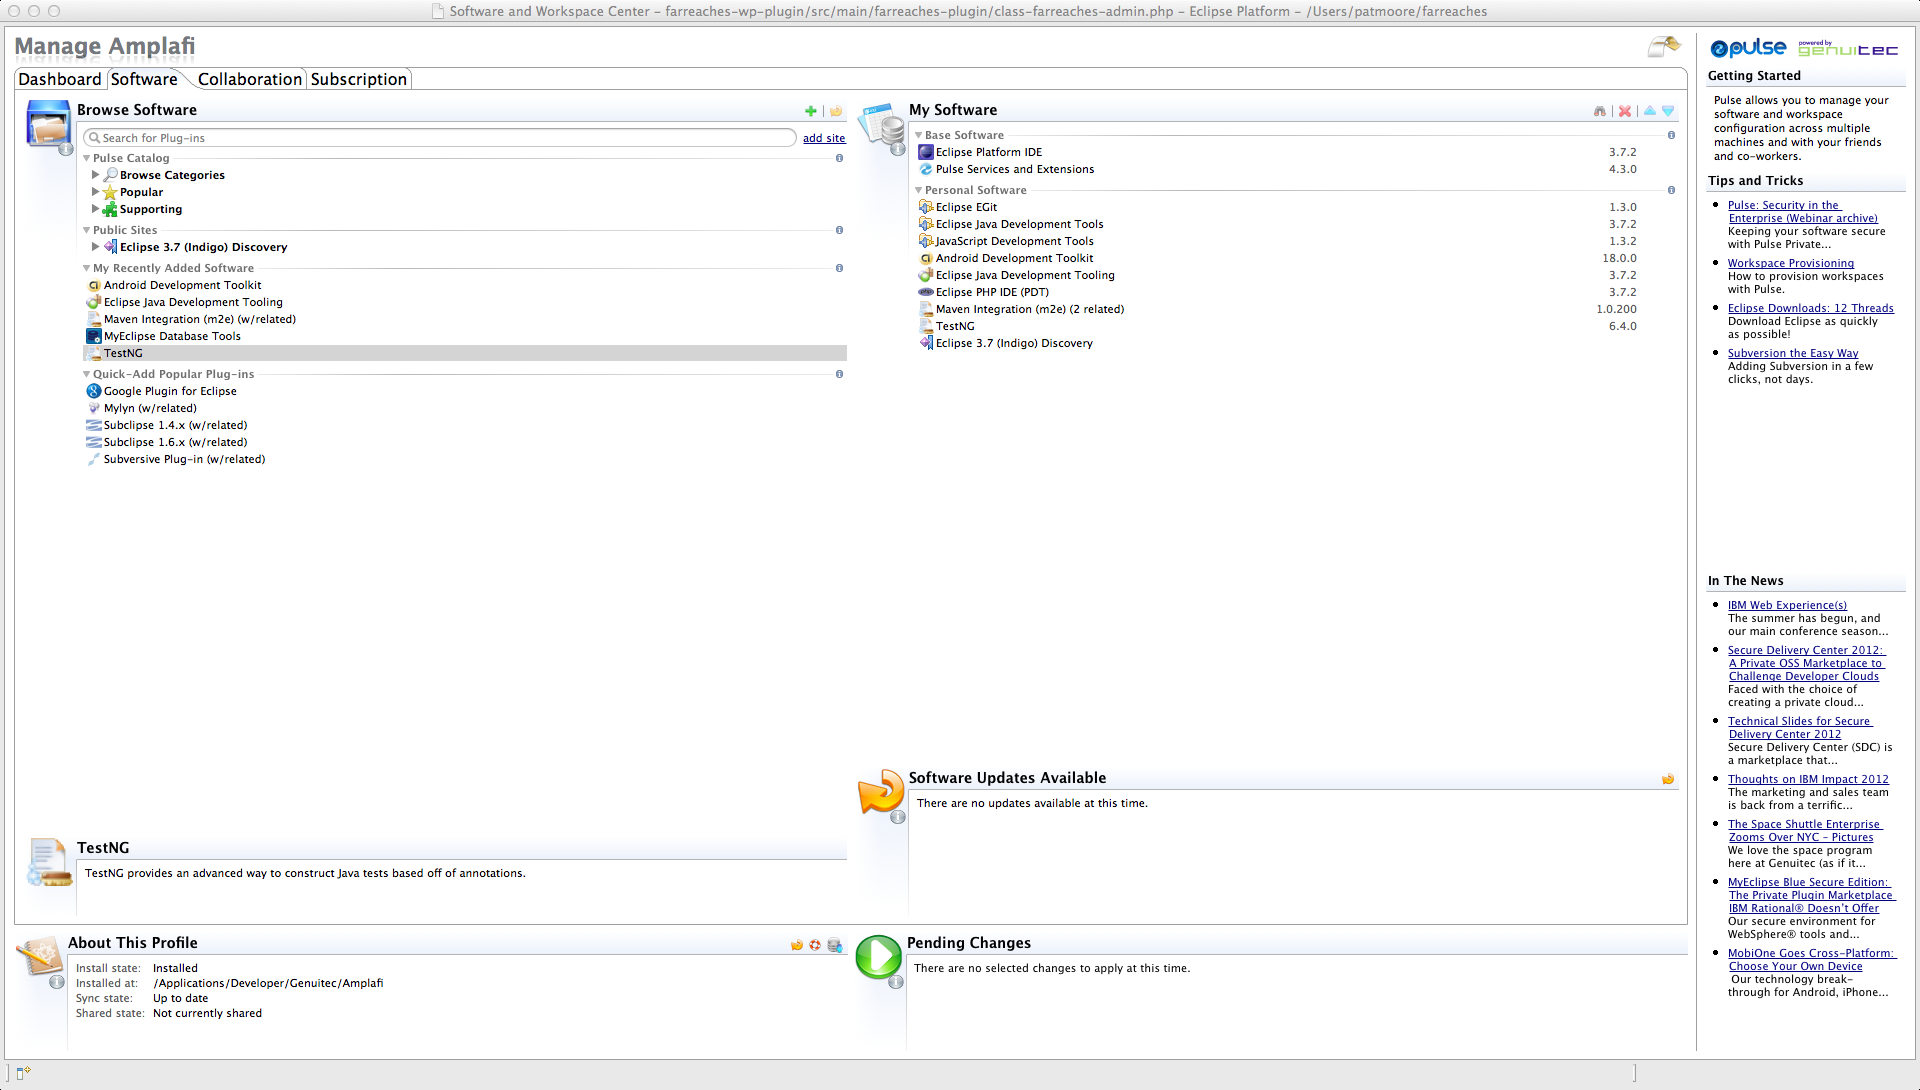 Software and Workspace Center – farreaches-wp-plugin/src/main/farreaches-plugin/class-farreaches-admin.php – Eclipse Platform – /Users/patmoore/farreaches
Manage Amplafi
Dashboard
Software
Collaboration
Subscription
Browse Software
Search for Plug-ins
add site
Pulse Catalog
Browse Categories
Popular
Supporting
Public Sites
Eclipse 3.7 (Indigo) Discovery
My Recently Added Software
Android Development Toolkit
Eclipse Java Development Tooling
Maven Integration (m2e) (w/related)
MyEclipse Database Tools
TestNG
Quick-Add Popular Plug-ins
Google Plugin for Eclipse
Mylyn (w/related)
Subclipse 1.4.x (w/related)
Subclipse 1.6.x (w/related)
Subversive Plug-in (w/related)
TestNG
TestNG provides an advanced way to construct Java tests based off of annotations.
My Software
Base Software
Eclipse Platform IDE 3.7.2
Pulse Services and Extensions 4.3.0
Personal Software
Eclipse EGit 1.3.0
Eclipse Java Development Tools 3.7.2
JavaScript Development Tools 1.3.2
Android Development Toolkit 18.0.0
Eclipse Java Development Tooling 3.7.2
Eclipse PHP IDE (PDT) 3.7.2
Maven Integration (m2e) (2 related) 1.0.200
TestNG 6.4.0
Eclipse 3.7 (Indigo) Discovery
Software Updates Available
There are no updates available at this time.
About This Profile
Install state: Installed
Installed at: /Applications/Developer/Genuitec/Amplafi
Sync state: Up to date
Shared state: Not currently shared
Pending Changes
There are no selected changes to apply at this time.
pulse
powered by
genuitec
Getting Started
Pulse allows you to manage your
software and workspace
configuration across multiple
machines and with your friends
and co-workers.
Tips and Tricks
Pulse: Security in the
Enterprise (Webinar archive)
Keeping your software secure
with Pulse Private...
Workspace Provisioning
How to provision workspaces
with Pulse.
Eclipse Downloads: 12 Threads
Download Eclipse as quickly
as possible!
Subversion the Easy Way
Adding Subversion in a few
clicks, not days.
In The News
IBM Web Experience(s)
The summer has begun, and
our main conference season...
Secure Delivery Center 2012:
A Private OSS Marketplace to
Challenge Developer Clouds
Faced with the choice of
creating a private cloud...
Technical Slides for Secure
Delivery Center 2012
Secure Delivery Center (SDC) is
a marketplace that...
Thoughts on IBM Impact 2012
The marketing and sales team
is back from a terrific...
The Space Shuttle Enterprise
Zooms Over NYC – Pictures
We love the space program
here at Genuitec (as if it...
MyEclipse Blue Secure Edition:
The Private Plugin Marketplace
IBM Rational® Doesn't Offer
Our secure environment for
WebSphere® tools and...
MobiOne Goes Cross-Platform:
Choose Your Own Device
Our technology break-
through for Android, iPhone...